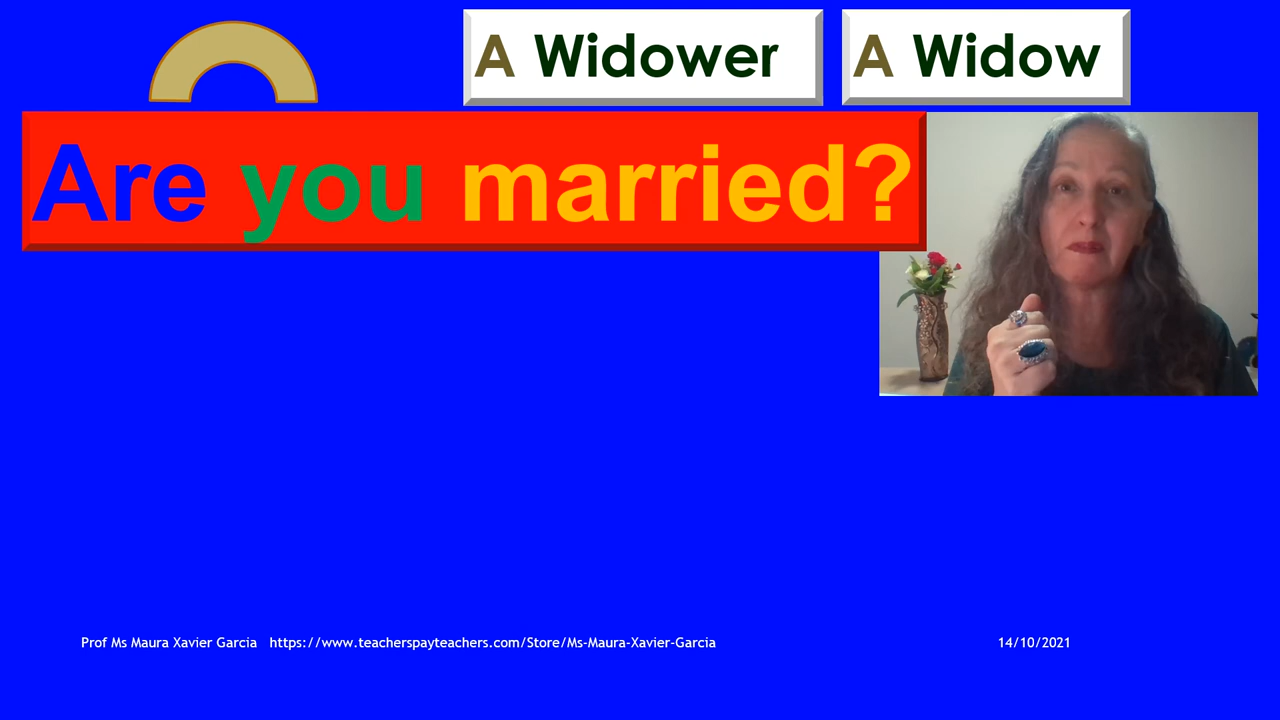 A Widower
A Widow
Are you married?
Prof Ms Maura Xavier Garcia https://www.teacherspayteachers.com/Store/Ms-Maura-Xavier-Garcia
14/10/2021